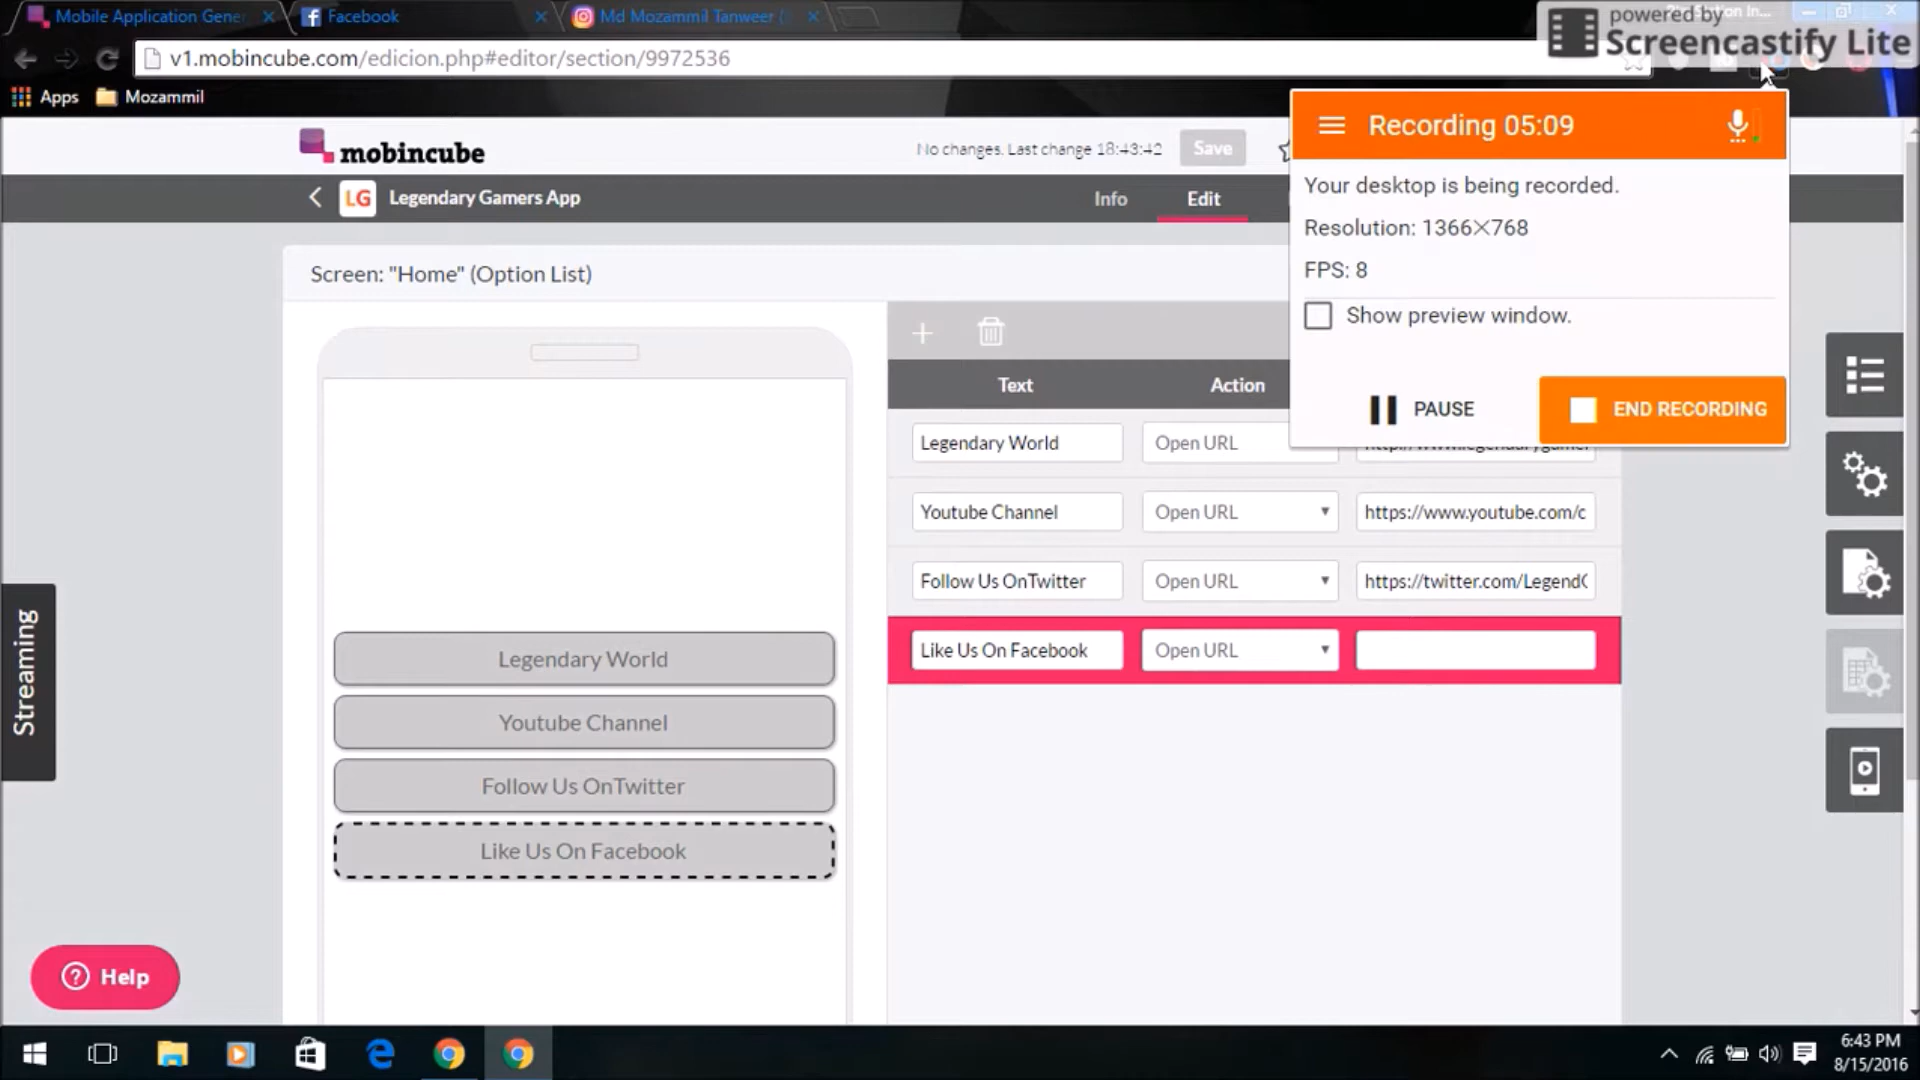 Mobile Application Gener
Facebook
Md Mozammil Tanweer (
powered by
Screencastify Lite
v1.mobincube.com/edicion.php#editor/section/9972536
Apps
Mozammil
mobincube
No changes. Last change 18:43:42
Save
Recording 05:09
LG
Legendary Gamers App
Info
Edit
Your desktop is being recorded.
Resolution: 1366×768
FPS: 8
Show preview window.
PAUSE
END RECORDING
Screen: "Home" (Option List)
Text
Action
Legendary World
Open URL
Youtube Channel
Open URL
https://www.youtube.com/c
Follow Us OnTwitter
Open URL
https://twitter.com/Legend
Like Us On Facebook
Open URL
Legendary World
Youtube Channel
Follow Us OnTwitter
Like Us On Facebook
Streaming
Help
6:43 PM
8/15/2016